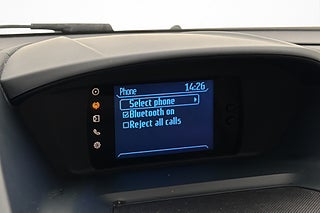 Phone 14:26
Select phone
Bluetooth on
Reject all calls